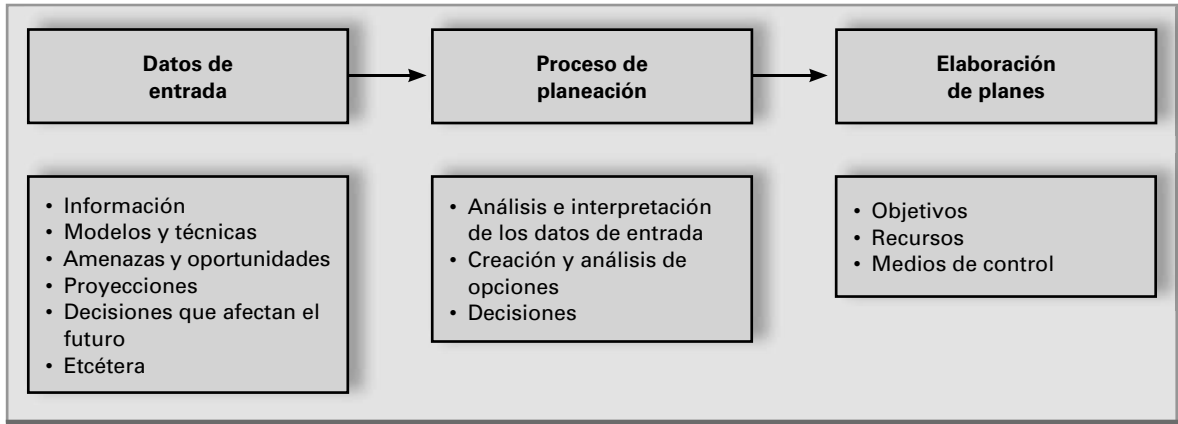 Datos de
entrada
Proceso de
planeación
Elaboración
de planes
• Información
• Modelos y técnicas
• Amenazas y oportunidades
• Proyecciones
• Decisiones que afectan el
futuro
• Etcétera
• Análisis e interpretación
de los datos de entrada
• Creación y análisis de
opciones
• Decisiones
• Objetivos
• Recursos
• Medios de control